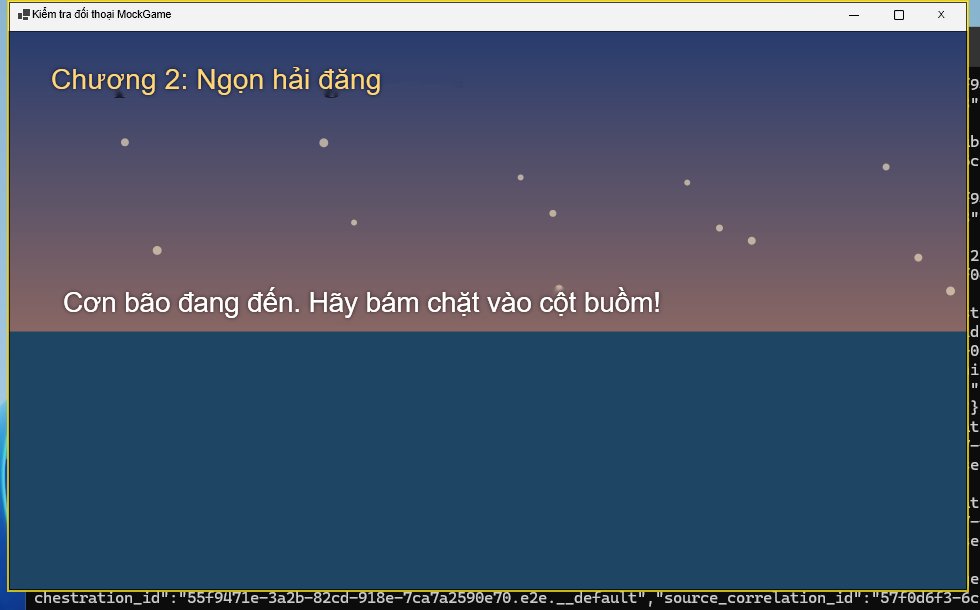 Kiểm tra đối thoại MockGame
Chương 2: Ngọn hải đăng
Cơn bão đang đến. Hãy bám chặt vào cột buồm!
chestration_id":"55f9471e-3a2b-82cd-918e-7ca7a2590e70.e2e.__default","source_correlation_id":"57f0d6f3-6